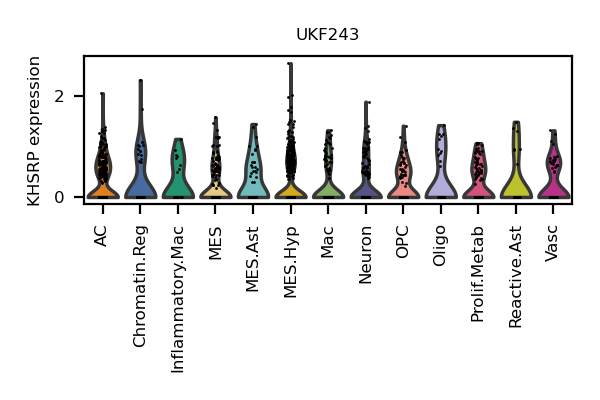 UKF243
KHSRP expression
2
0
AC
Chromatin.Reg
Inflammatory.Mac
MES
MES.Ast
MES.Hyp
Mac
Neuron
OPC
Oligo
Prolif.Metab
Reactive.Ast
Vasc